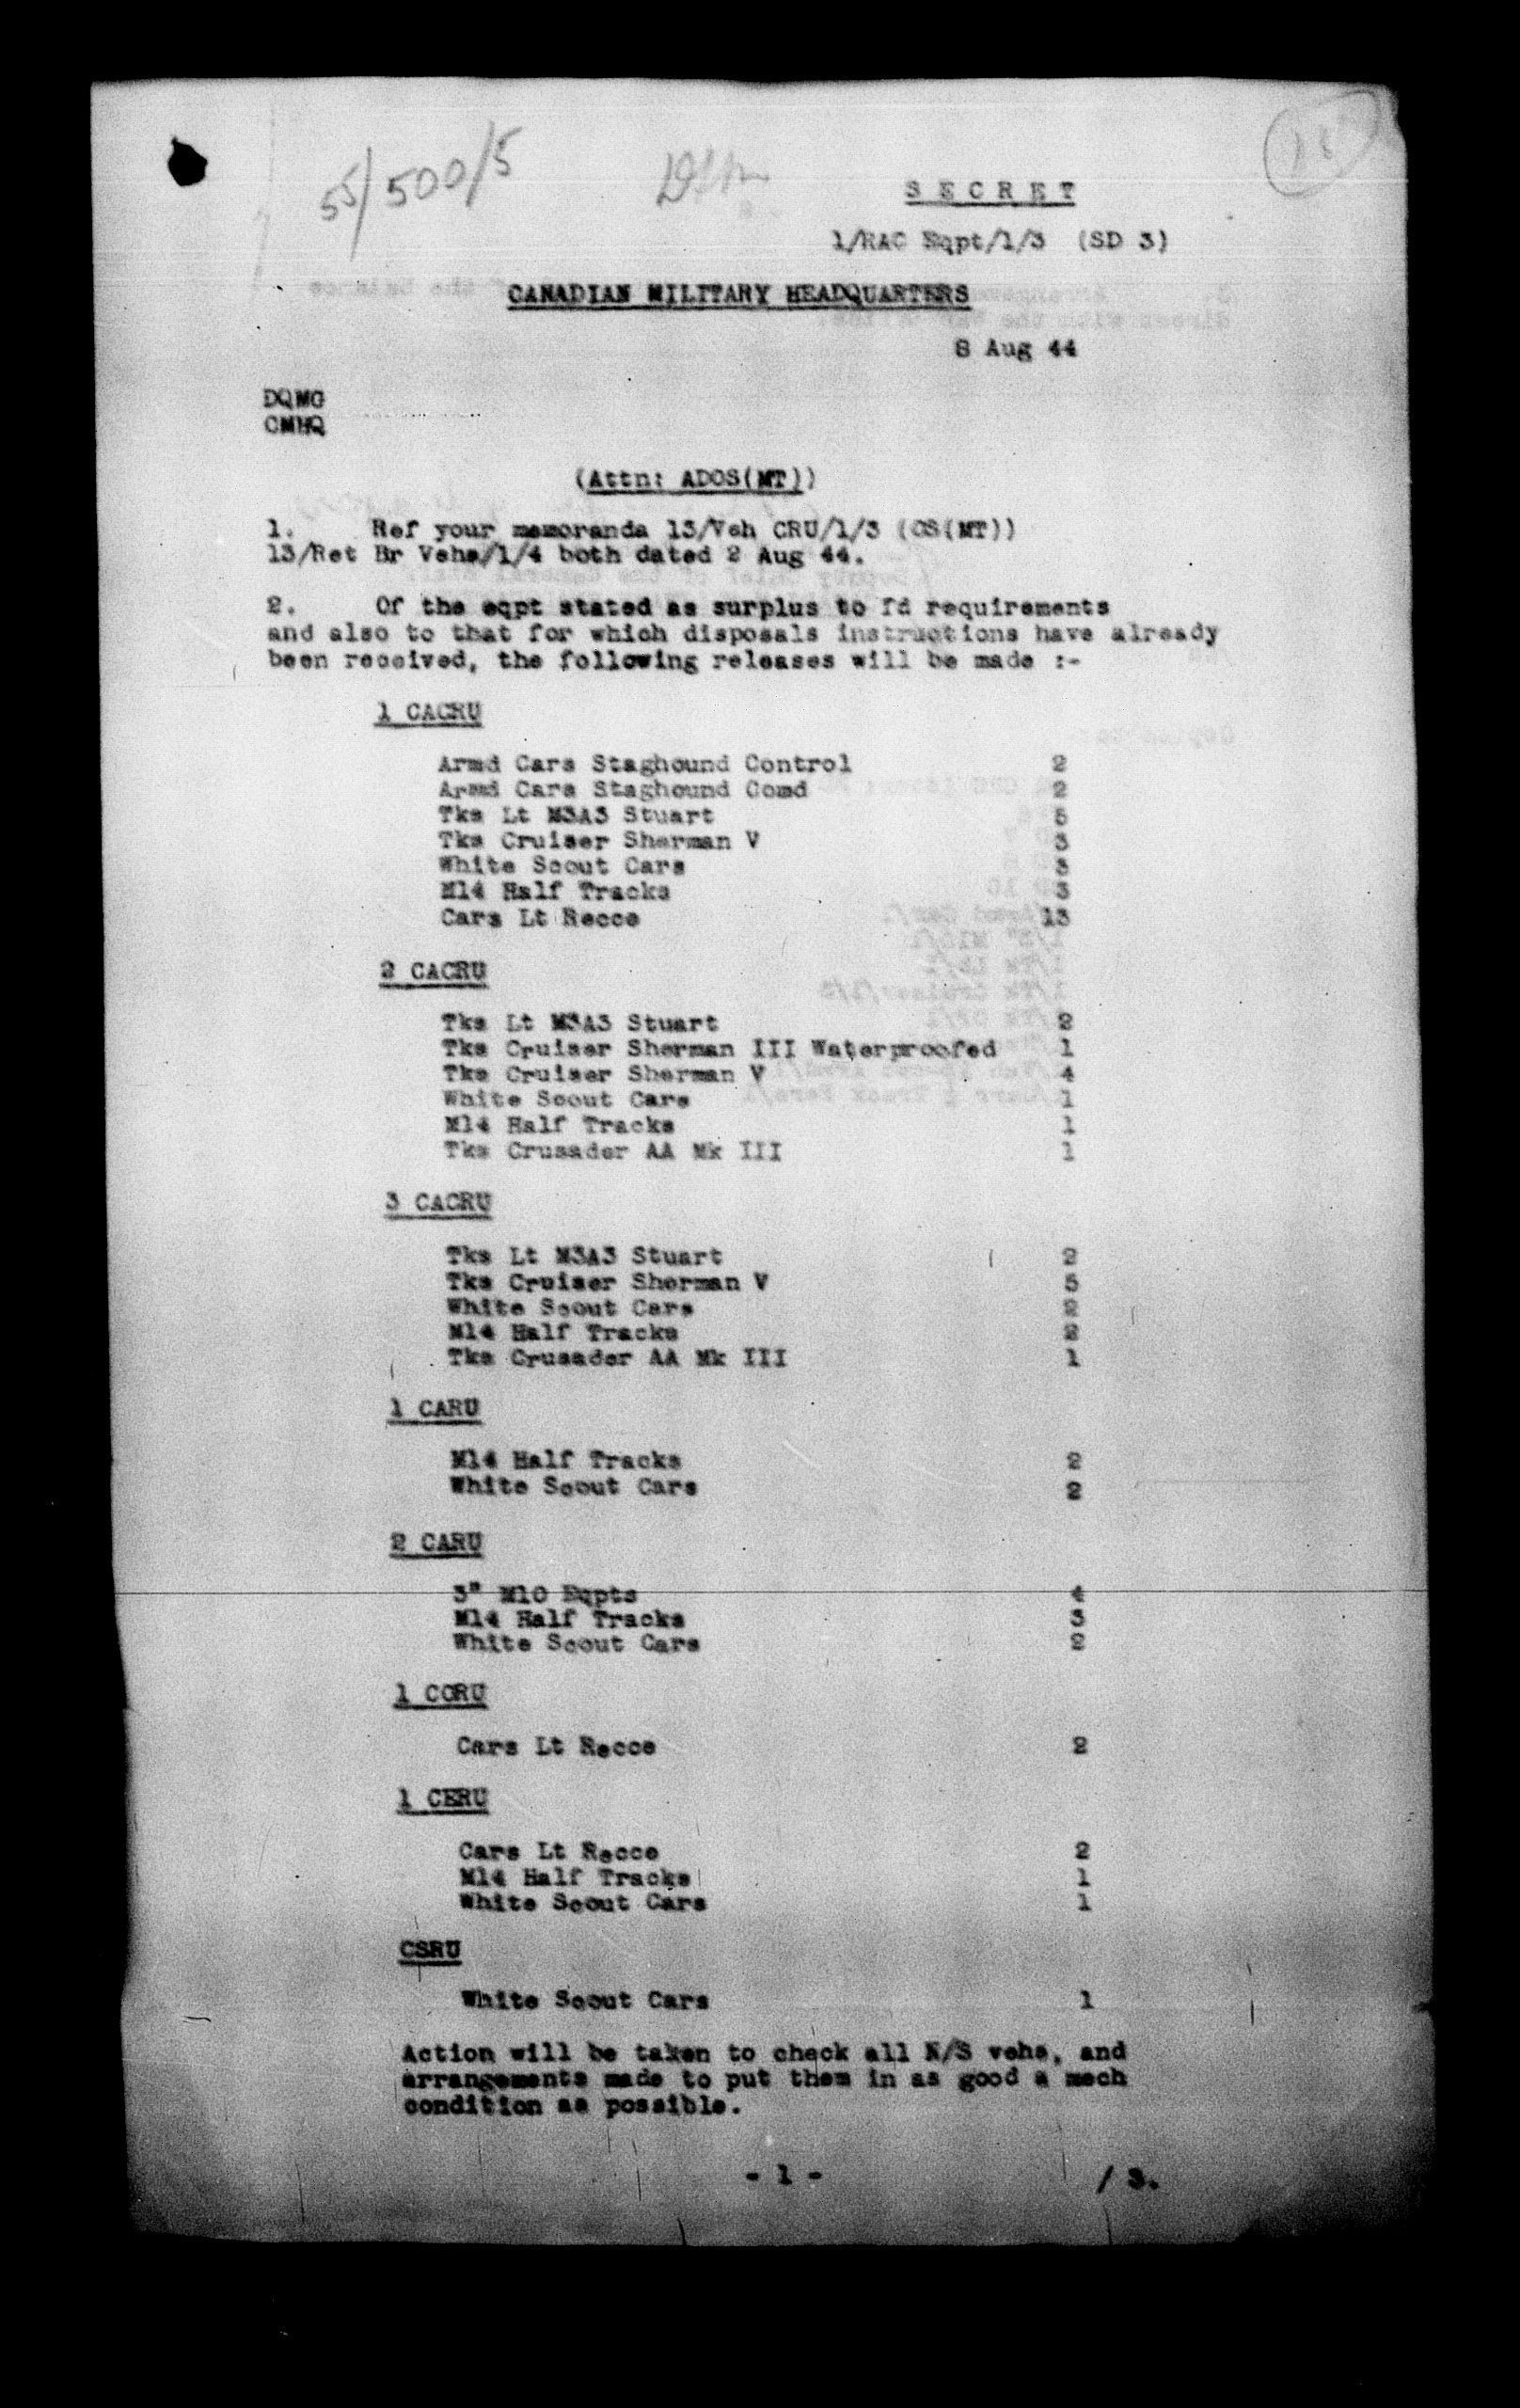 55/500/5
S E C R E T
1/RAC Eqpt/1/3 (SD 3)
CANADIAN MILITARY HEADQUARTERS
8 Aug 44
DQMG
CMHQ
(Attn: ADOS(MT))
1. Ref your memoranda 13/Veh CRU/1/3 (OS(MT))
13/Ret Br Vehs/1/4 both dated 2 Aug 44.
2. Of the eqpt stated as surplus to fd requirements
and also to that for which disposals instructions have already
been received, the following releases will be made :-
1 CACRU
Armd Cars Staghound Control 2
Armd Cars Staghound Comd 2
Tks Lt M3A3 Stuart 5
Tks Cruiser Sherman V 3
White Scout Cars 3
M14 Half Tracks 3
Cars Lt Recce 13
2 CACRU
Tks Lt M3A3 Stuart 2
Tks Cruiser Sherman III Waterproofed 1
Tks Cruiser Sherman V 4
White Scout Cars 1
M14 Half Tracks 1
Tks Crusader AA Mk III 1
3 CACRU
Tks Lt M3A3 Stuart 2
Tks Cruiser Sherman V 5
White Scout Cars 2
M14 Half Tracks 2
Tks Crusader AA Mk III 1
1 CARU
M14 Half Tracks 2
White Scout Cars 2
2 CARU
3" M10 Eqpts 4
M14 Half Tracks 3
White Scout Cars 2
1 CORU
Cars Lt Recce 2
1 CERU
Cars Lt Recce 2
M14 Half Tracks 1
White Scout Cars 1
CSRU
White Scout Cars 1
Action will be taken to check all N/S vehs, and
arrangements made to put them in as good a mech
condition as possible.
- 1 -
/ 3.